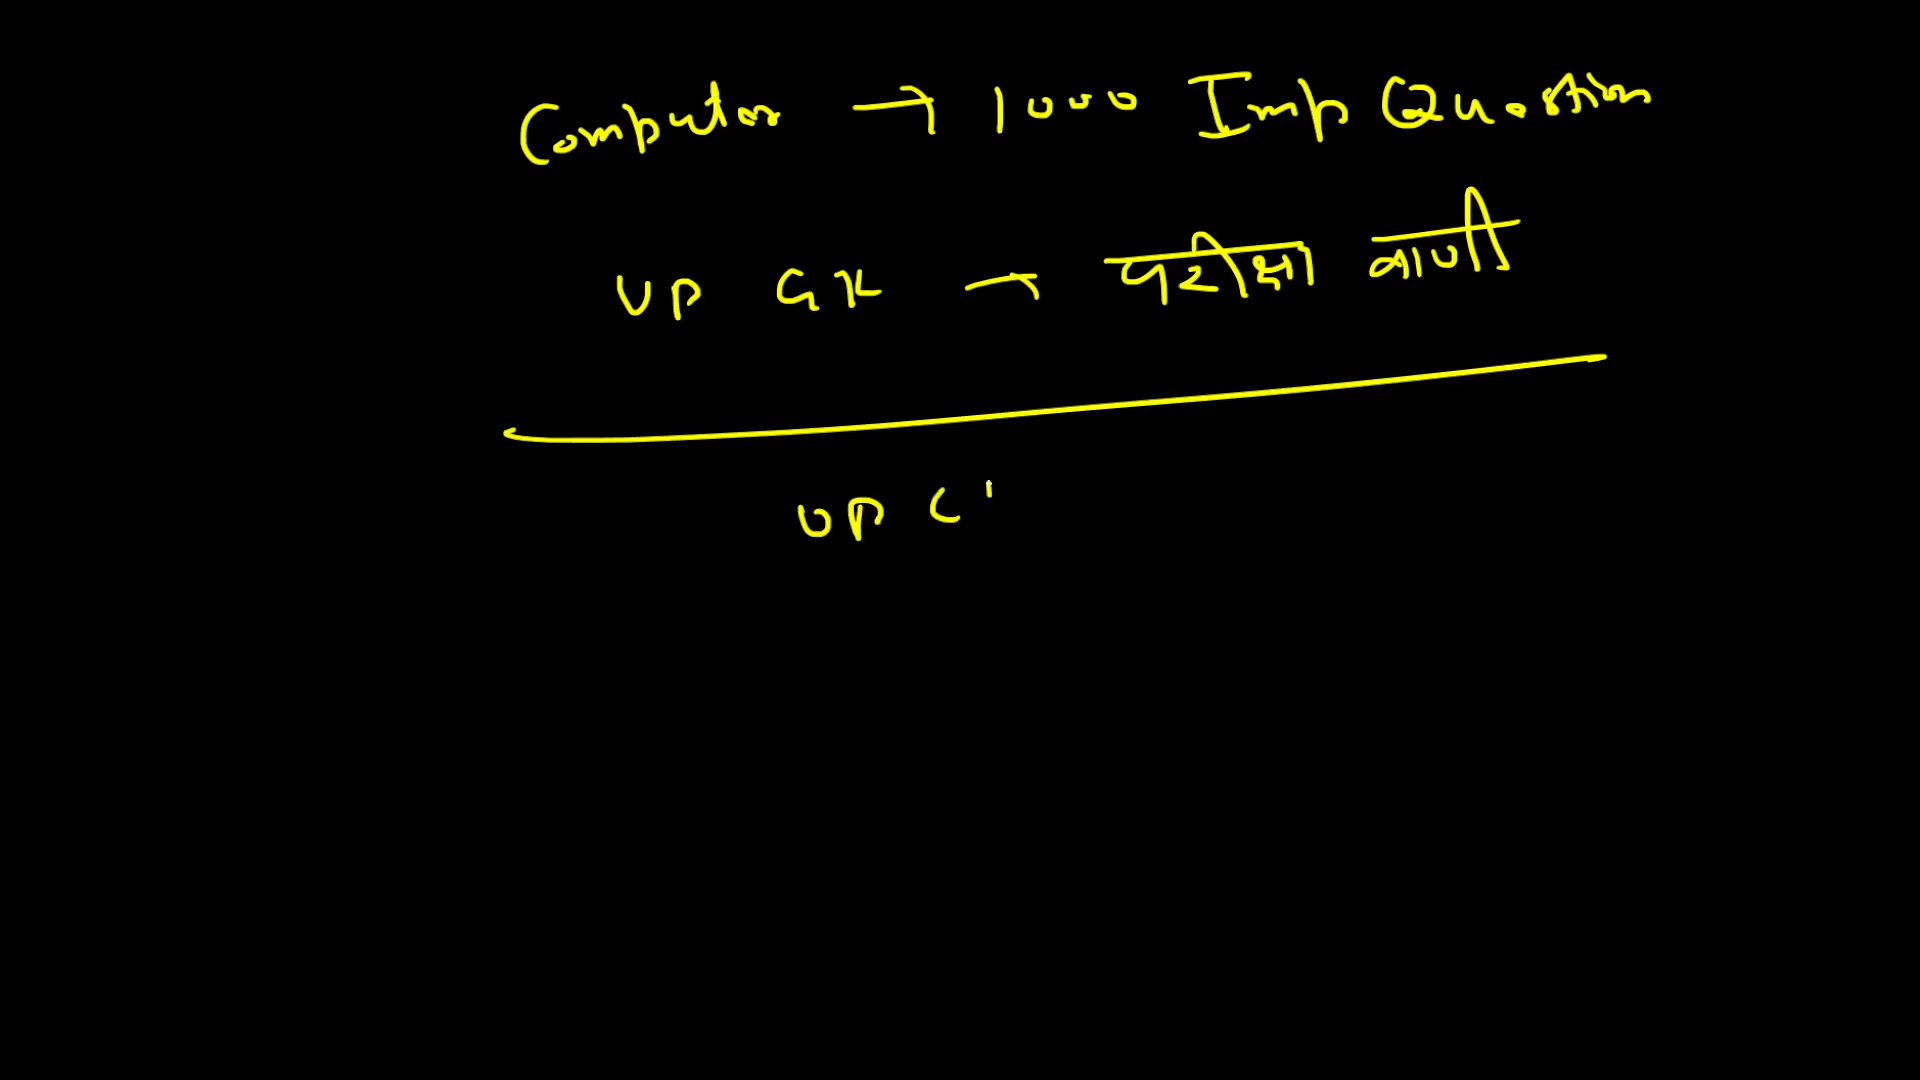 Computer → 1000 Imp Question
UP GK → परीक्षा वाणी
UP C